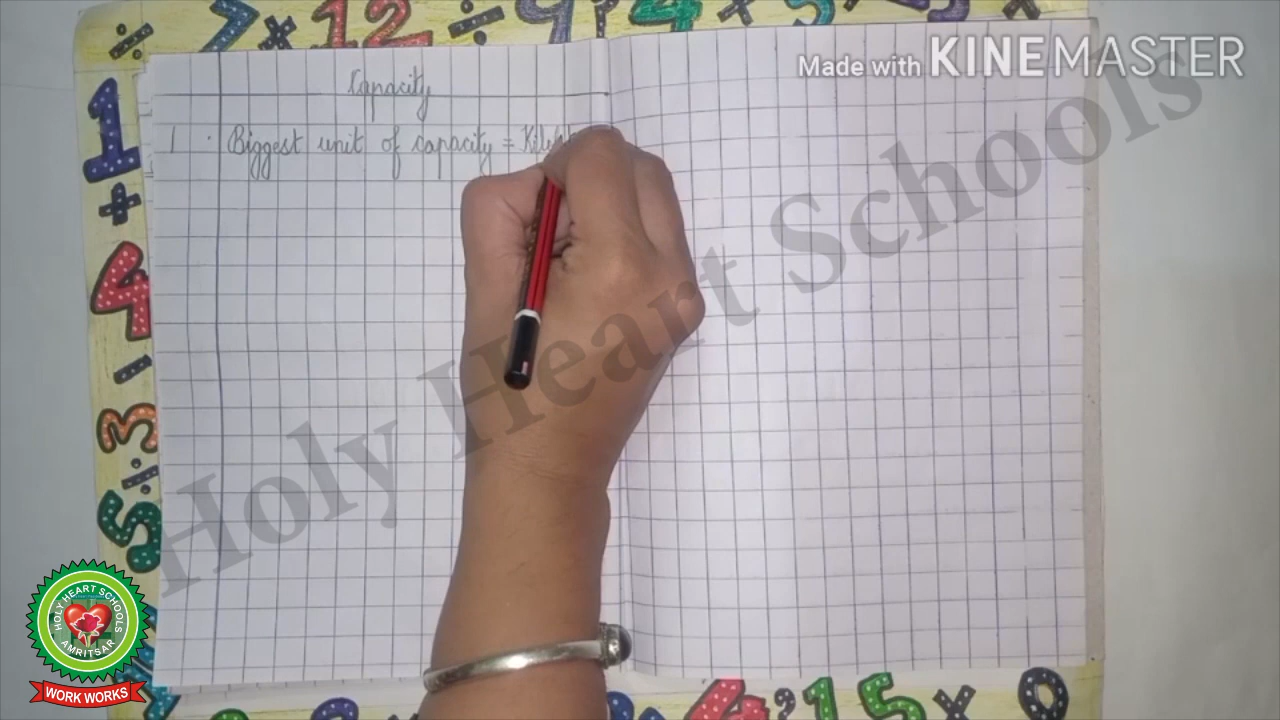 Made with KINEMASTER
Capacity
1. Biggest unit of capacity =
Holy Heart Schools
HOLY HEART SCHOOLS
AMRITSAR
WORK WORKS